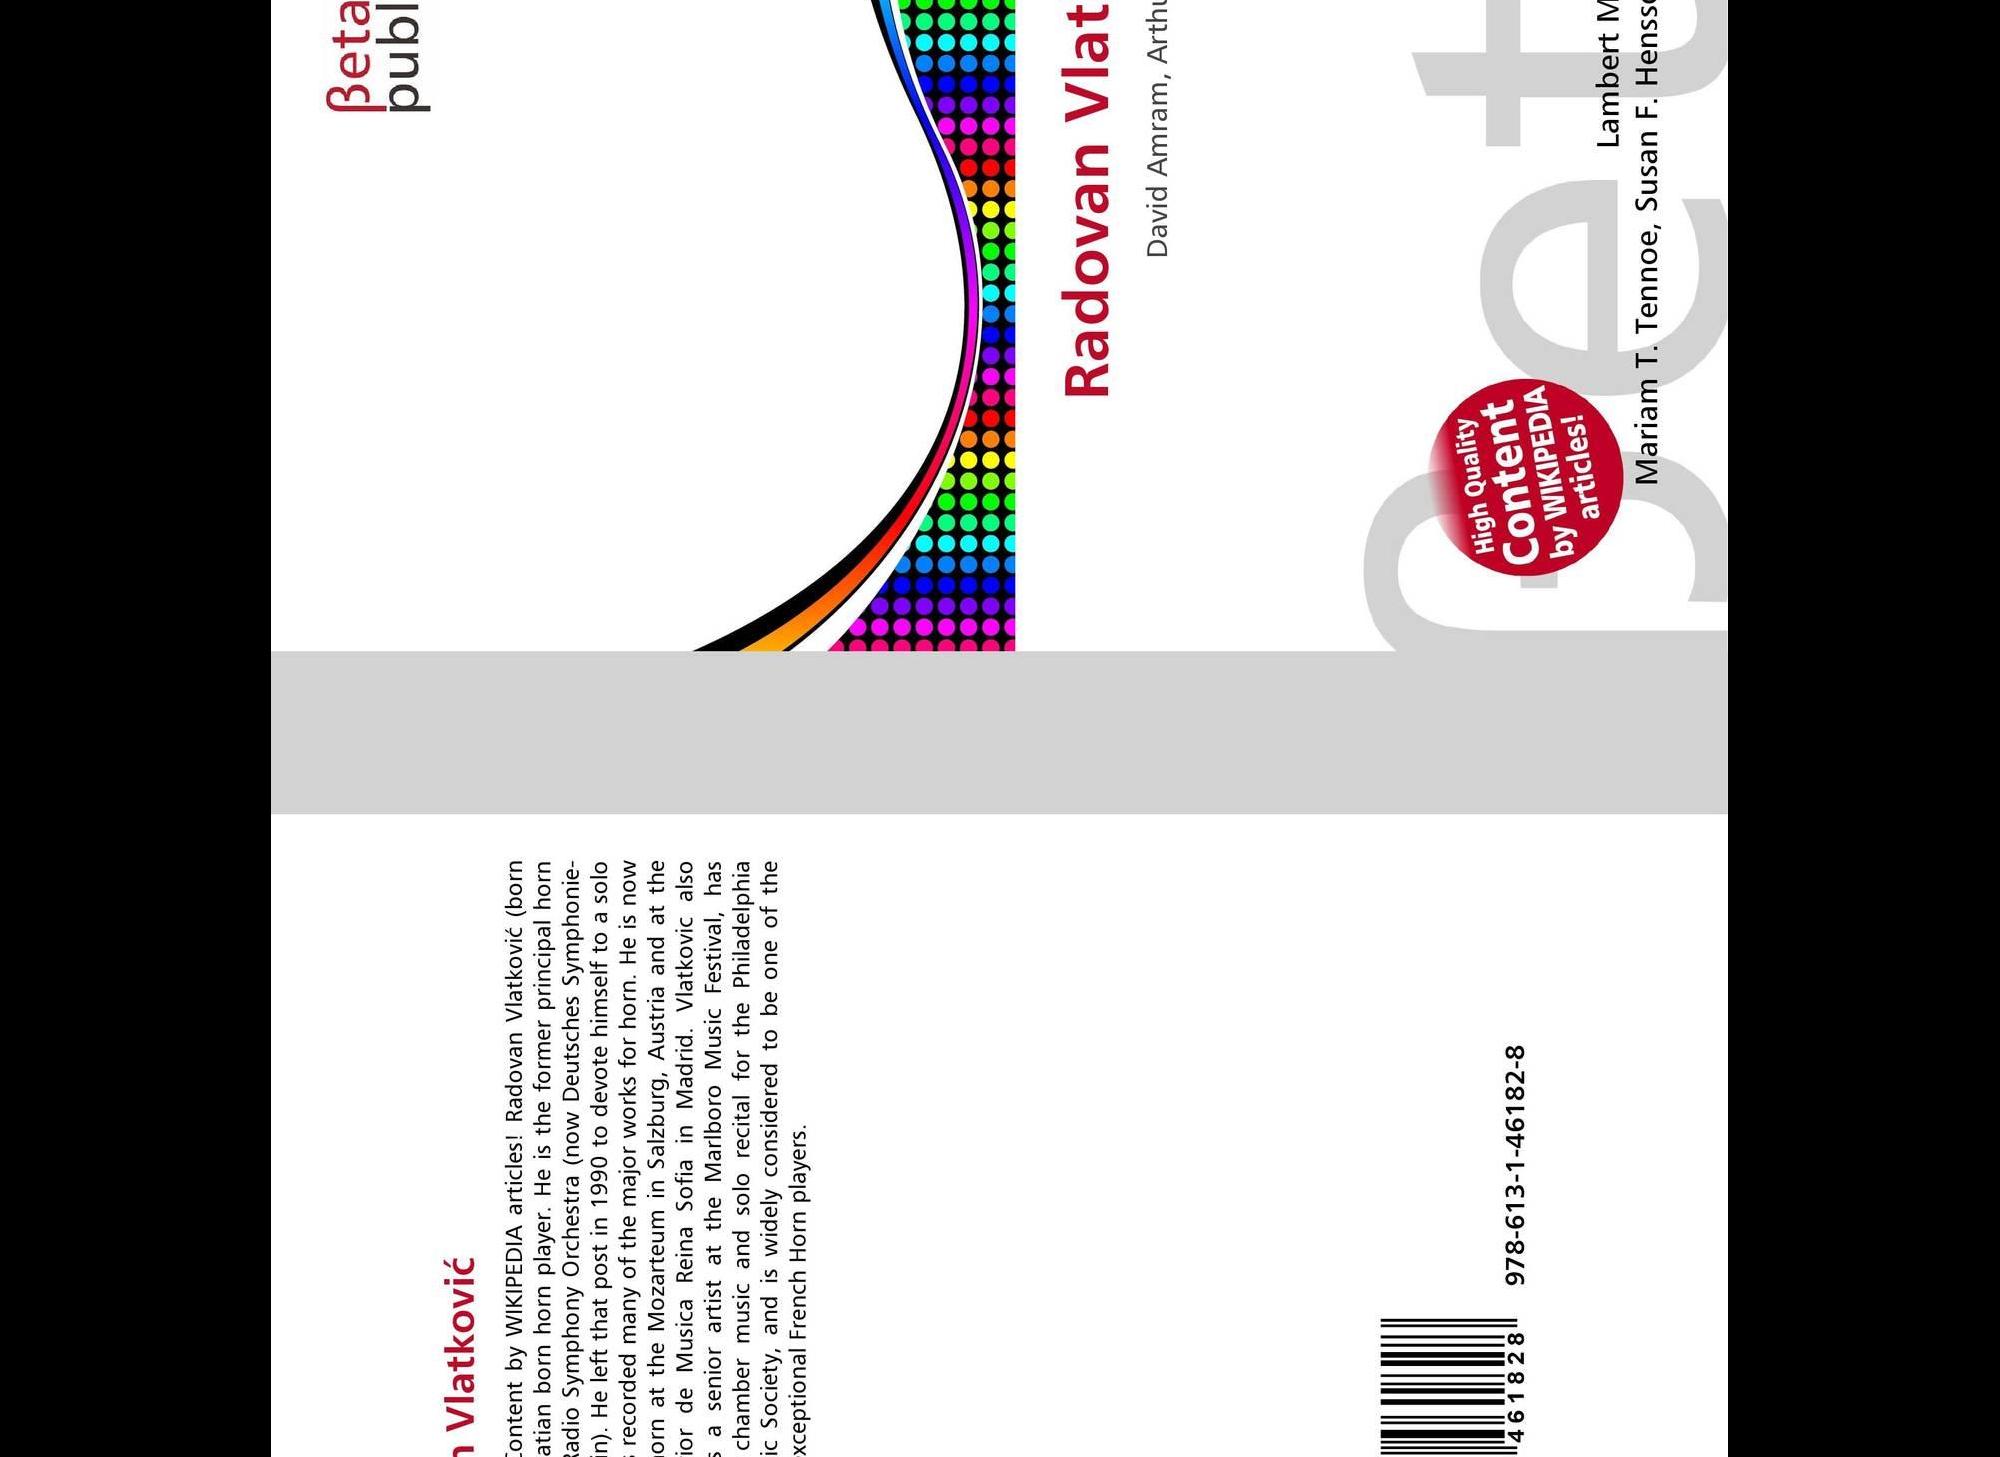 βeta
publ
Radovan Vlat
David Amram, Arthu
High Quality
Content
by WIKIPEDIA
articles!
bet
Lambert M
Mariam T. Tennoe, Susan F. Hensso
n Vlatković
Content by WIKIPEDIA articles! Radovan Vlatković (born
atian born horn player. He is the former principal horn
Radio Symphony Orchestra (now Deutsches Symphonie-
in). He left that post in 1990 to devote himself to a solo
s recorded many of the major works for horn. He is now
horn at the Mozarteum in Salzburg, Austria and at the
ior de Musica Reina Sofia in Madrid. Vlatkovic also
s a senior artist at the Marlboro Music Festival, has
chamber music and solo recital for the Philadelphia
ic Society, and is widely considered to be one of the
exceptional French Horn players.
978-613-1-46182-8
461828